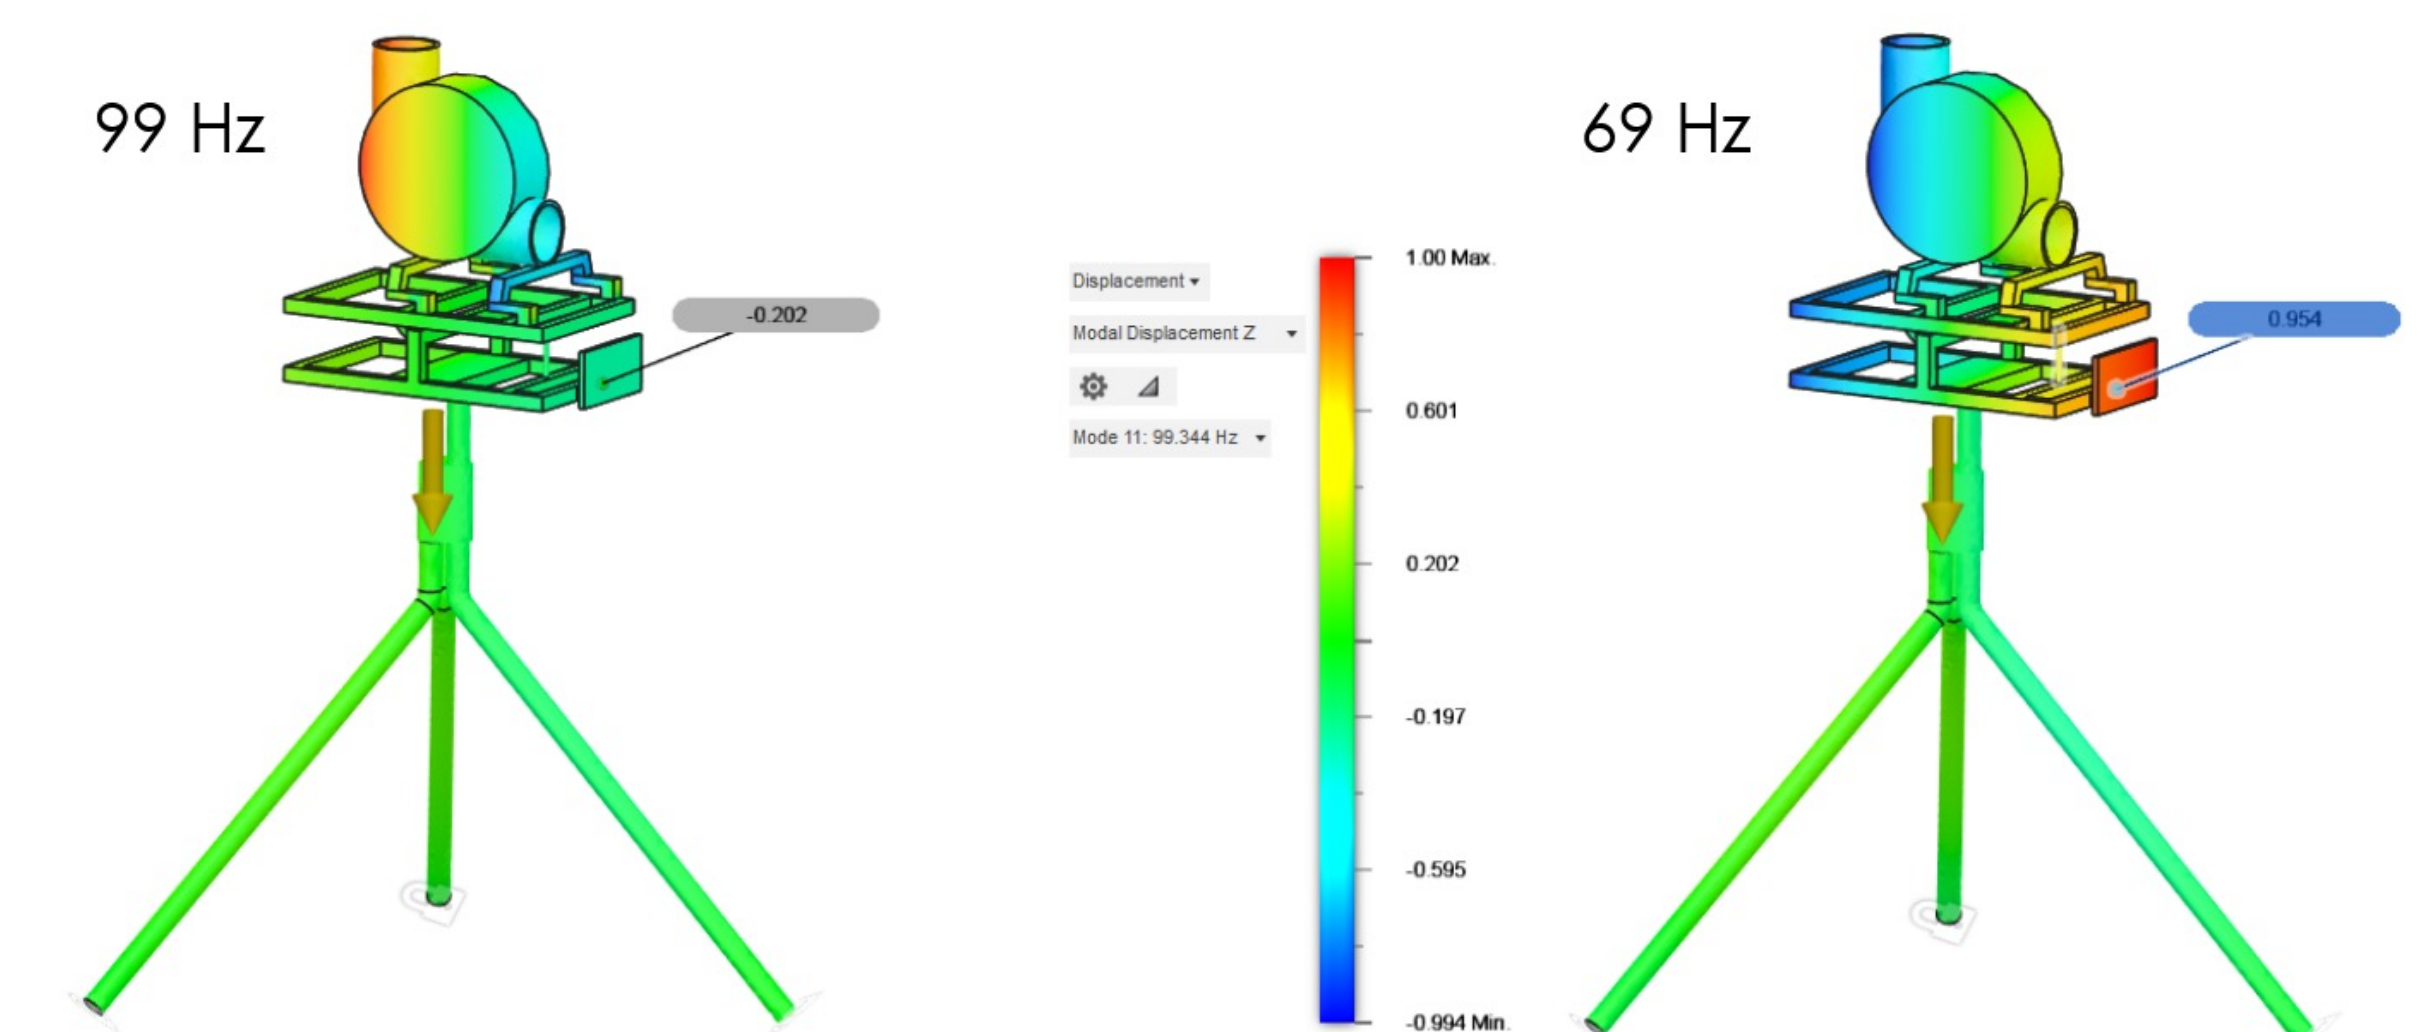 99 Hz
-0.202
Displacement
Modal Displacement Z
Mode 11: 99.344 Hz
1.00 Max.
0.601
0.202
-0.197
-0.595
-0.994 Min.
69 Hz
0.954